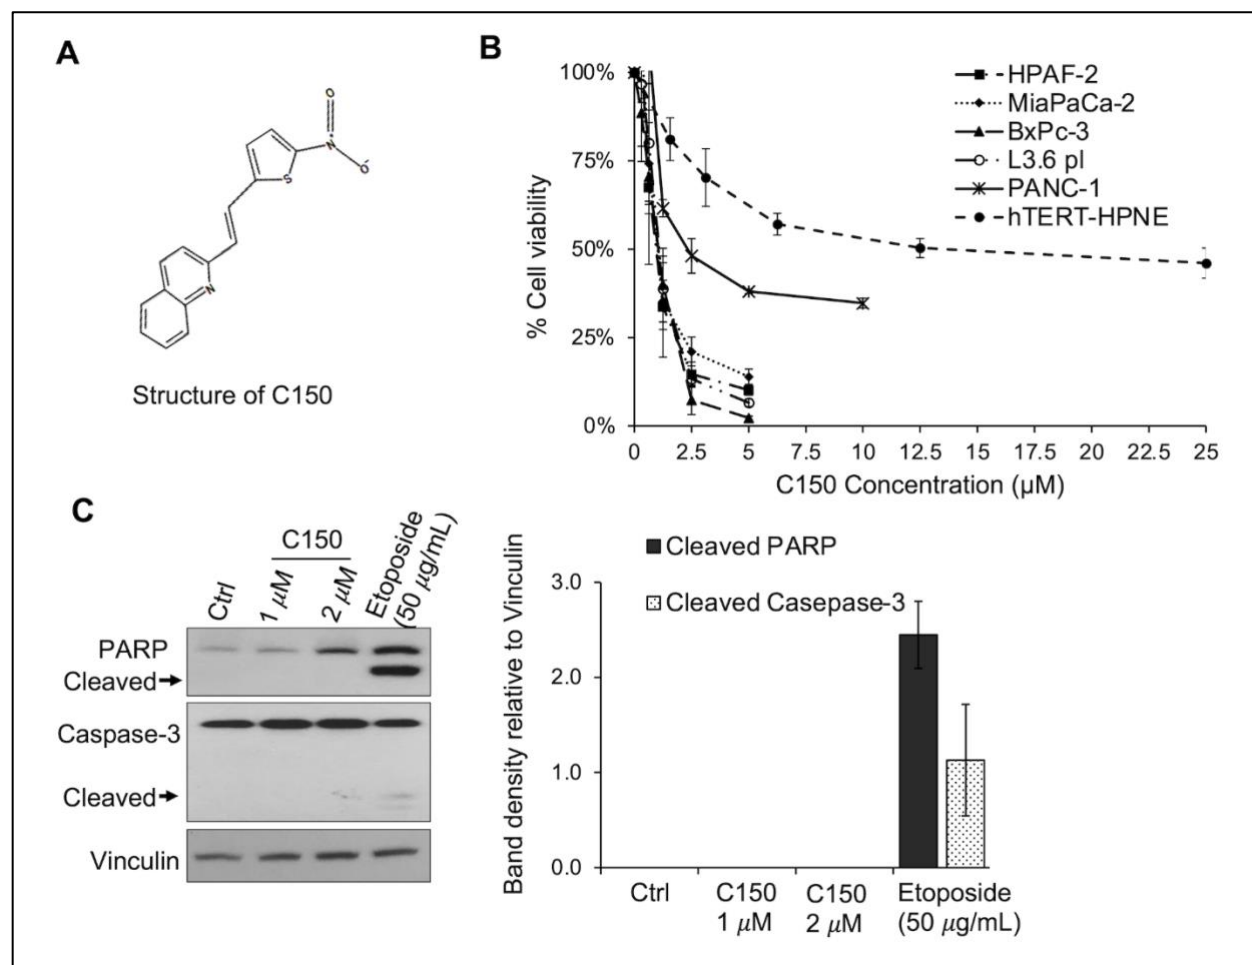 A
O
N+
O-
S
N
Structure of C150
B
100%
75%
50%
25%
0%
% Cell viability
HPAF-2
MiaPaCa-2
BxPc-3
L3.6 pl
PANC-1
hTERT-HPNE
0 2.5 5 7.5 10 12.5 15 17.5 20 22.5 25
C150 Concentration (µM)
C
C150
Ctrl
1 µM
2 µM
Etoposide
(50 µg/mL)
PARP
Cleaved
Caspase-3
Cleaved
Vinculin
Cleaved PARP
Cleaved Casepase-3
Band density relative to Vinculin
3.0
2.0
1.0
0.0
Ctrl C150 C150 Etoposide
1 µM 2 µM (50 µg/mL)